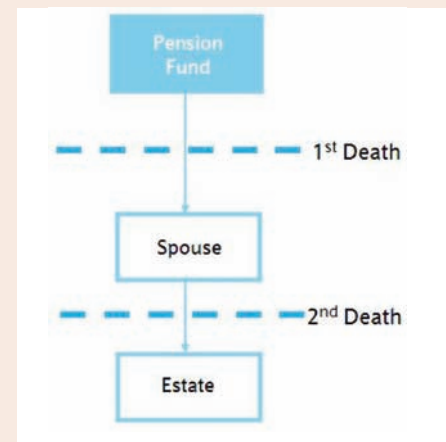 Pension
Fund
1st Death
Spouse
2nd Death
Estate